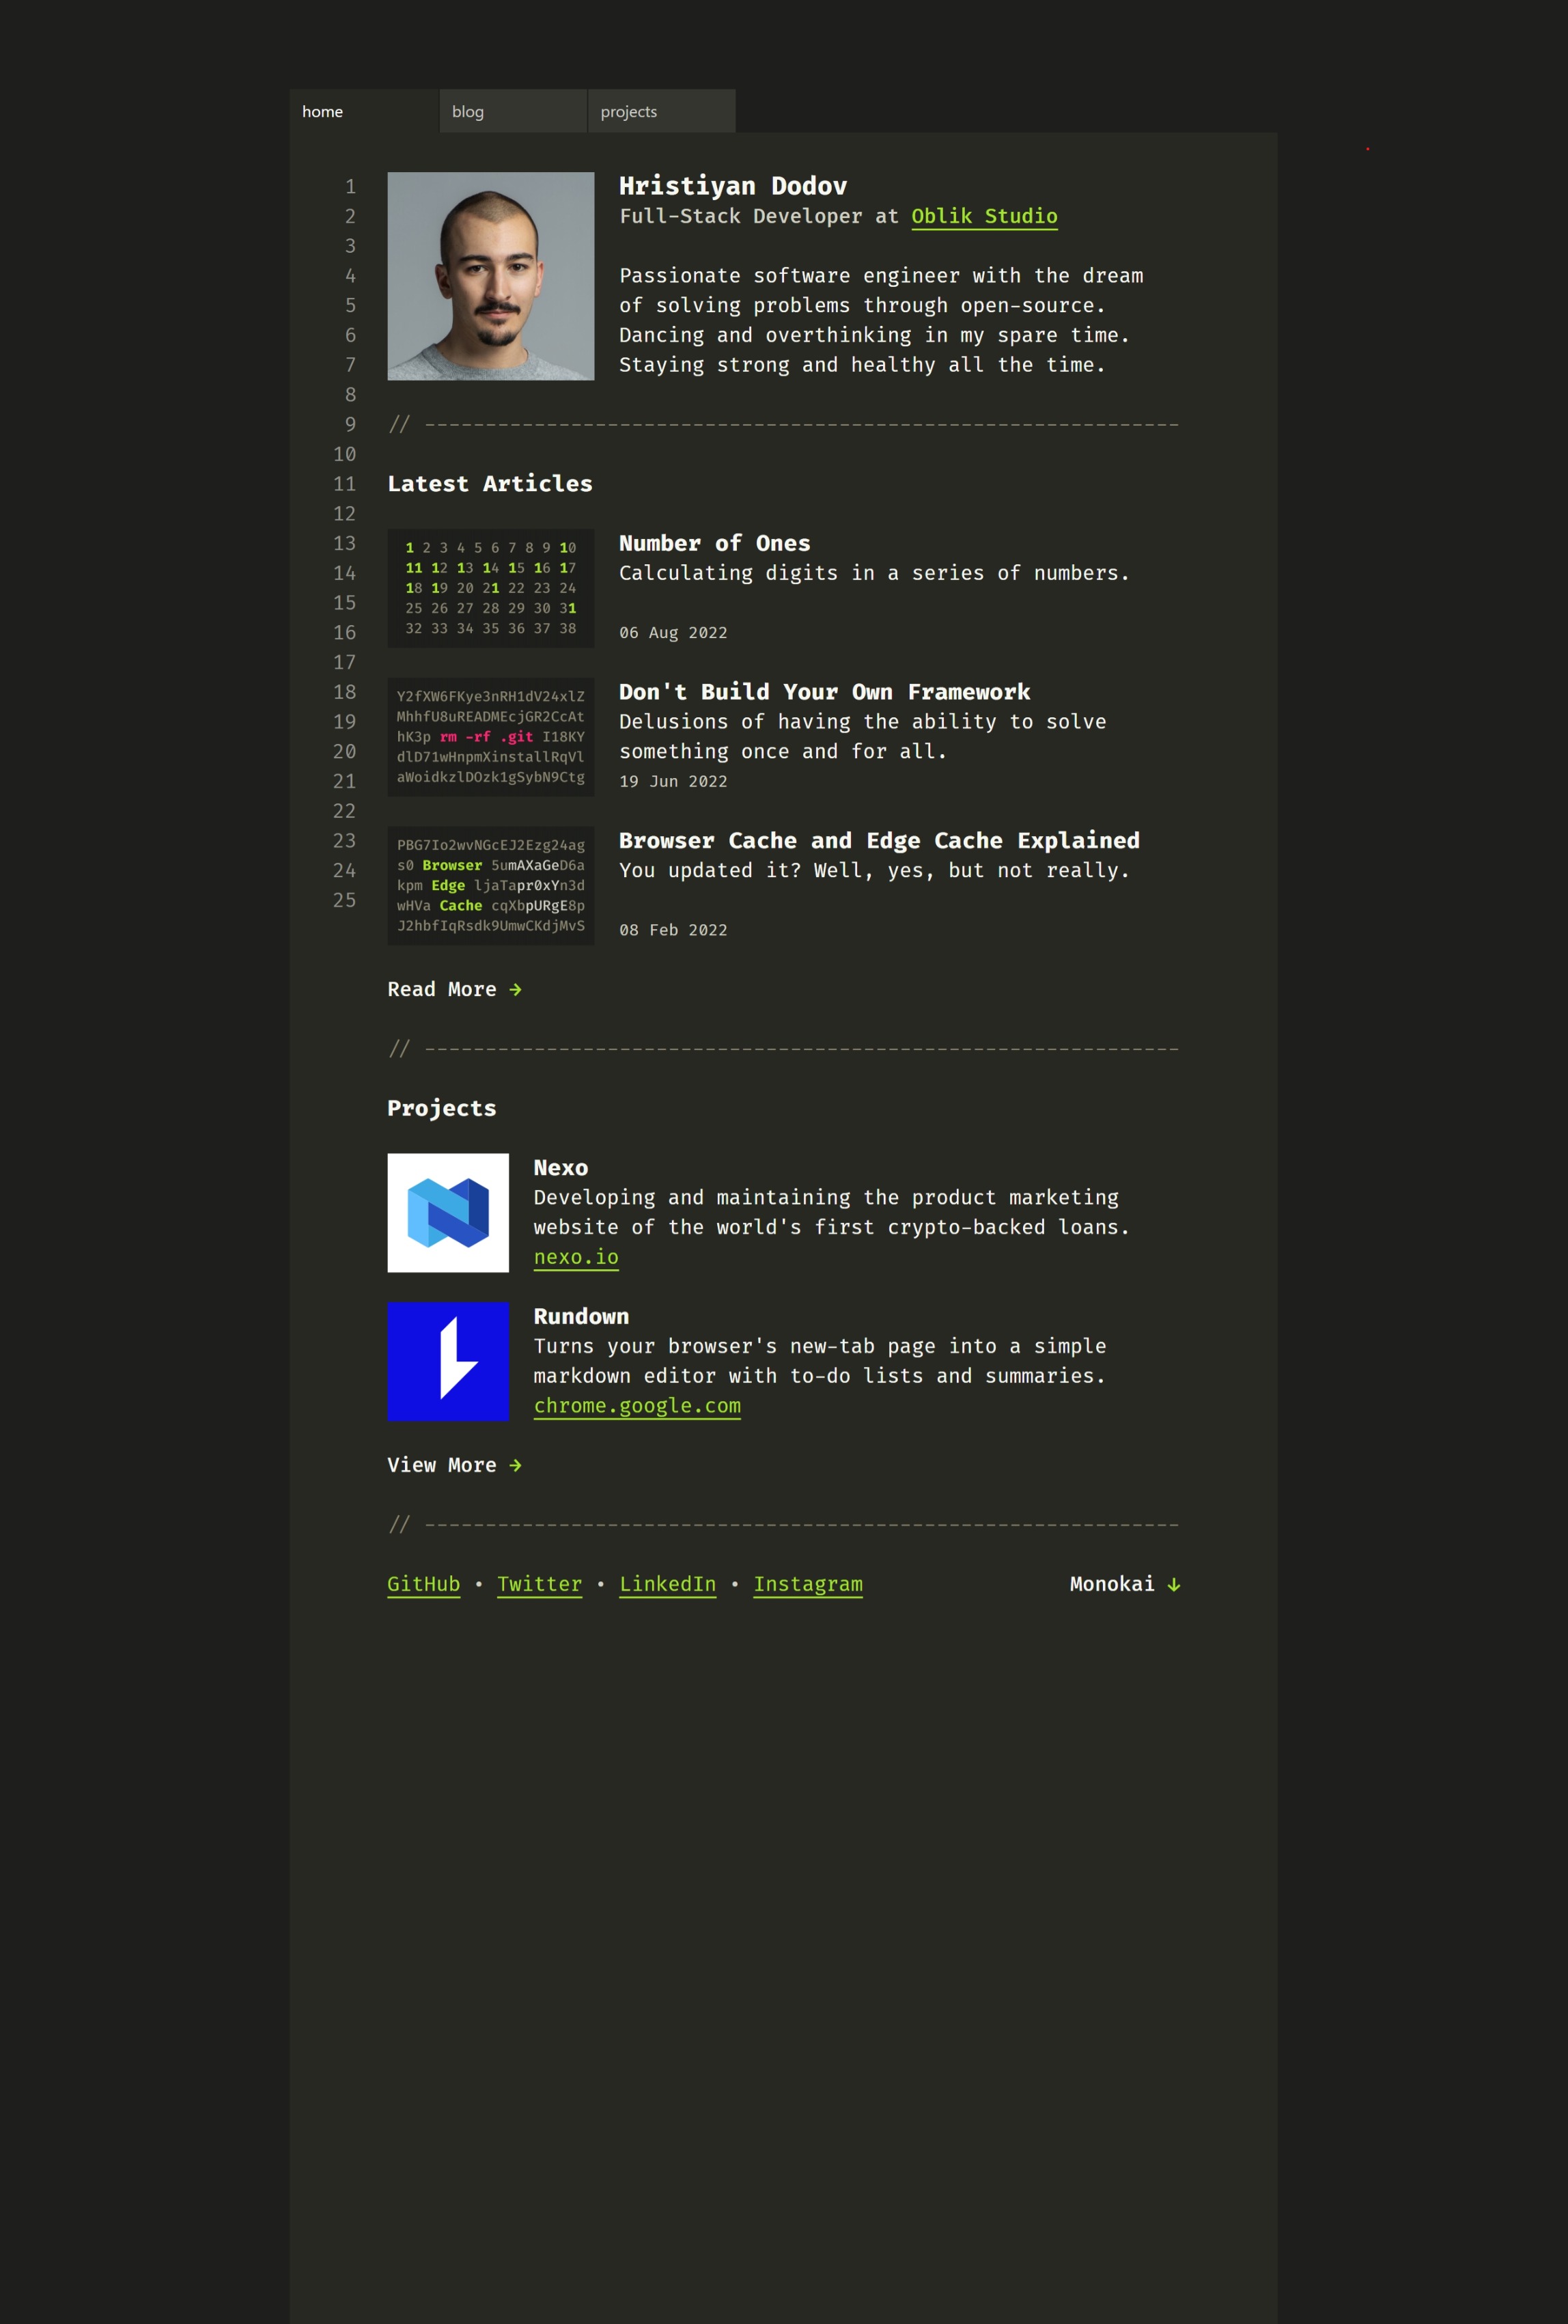 home
blog
projects
1
2
3
4
5
6
7
8
9
10
11
12
13
14
15
16
17
18
19
20
21
22
23
24
25
Hristiyan Dodov
Full-Stack Developer at Oblik Studio
Passionate software engineer with the dream
of solving problems through open-source.
Dancing and overthinking in my spare time.
Staying strong and healthy all the time.
// --------------------------------------------------------------
Latest Articles
1 2 3 4 5 6 7 8 9 10
11 12 13 14 15 16 17
18 19 20 21 22 23 24
25 26 27 28 29 30 31
32 33 34 35 36 37 38
Number of Ones
Calculating digits in a series of numbers.
06 Aug 2022
Y2fXW6FKye3nRH1dV24xlZ
MhhfU8uREADMEcjGR2CcAt
hK3p rm -rf .git I18KY
dlD71wHnpmXinstallRqVl
aWoidkzlDOzk1gSybN9Ctg
Don't Build Your Own Framework
Delusions of having the ability to solve
something once and for all.
19 Jun 2022
PBG7Io2wvNGcEJ2Ezg24ag
s0 Browser 5umAXaGeD6a
kpm Edge ljaTapr0xYn3d
wHVa Cache cqXbpURgE8p
J2hbfIqRsdk9UmwCKdjMvS
Browser Cache and Edge Cache Explained
You updated it? Well, yes, but not really.
08 Feb 2022
Read More →
// --------------------------------------------------------------
Projects
Nexo
Developing and maintaining the product marketing
website of the world's first crypto-backed loans.
nexo.io
Rundown
Turns your browser's new-tab page into a simple
markdown editor with to-do lists and summaries.
chrome.google.com
View More →
// --------------------------------------------------------------
GitHub • Twitter • LinkedIn • Instagram
Monokai ↓